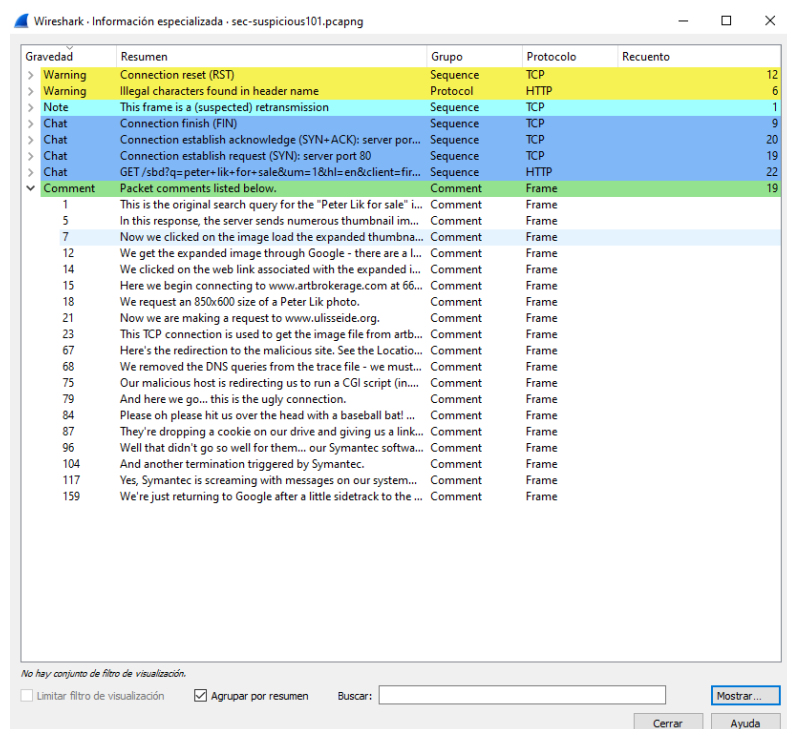 Wireshark · Información especializada · sec-suspicious101.pcapng
Gravedad Resumen Grupo Protocolo Recuento
Warning Connection reset (RST) Sequence TCP 12
Warning Illegal characters found in header name Protocol HTTP 6
Note This frame is a (suspected) retransmission Sequence TCP 1
Chat Connection finish (FIN) Sequence TCP 9
Chat Connection establish acknowledge (SYN+ACK): server por... Sequence TCP 20
Chat Connection establish request (SYN): server port 80 Sequence TCP 19
Chat GET /sbd?q=peter+lik+for+sale&um=1&hl=en&client=fir... Sequence HTTP 22
Comment Packet comments listed below. Comment Frame 19
1 This is the original search query for the "Peter Lik for sale" i... Comment Frame
5 In this response, the server sends numerous thumbnail im... Comment Frame
7 Now we clicked on the image load the expanded thumbna... Comment Frame
12 We get the expanded image through Google - there are a l... Comment Frame
14 We clicked on the web link associated with the expanded i... Comment Frame
15 Here we begin connecting to www.artbrokerage.com at 66... Comment Frame
18 We request an 850x600 size of a Peter Lik photo. Comment Frame
21 Now we are making a request to www.ulisseide.org. Comment Frame
23 This TCP connection is used to get the image file from artb... Comment Frame
67 Here's the redirection to the malicious site. See the Locatio... Comment Frame
68 We removed the DNS queries from the trace file - we must... Comment Frame
75 Our malicious host is redirecting us to run a CGI script (in.... Comment Frame
79 And here we go... this is the ugly connection. Comment Frame
84 Please oh please hit us over the head with a baseball bat! ... Comment Frame
87 They're dropping a cookie on our drive and giving us a link... Comment Frame
96 Well that didn't go so well for them... our Symantec softwa... Comment Frame
104 And another termination triggered by Symantec. Comment Frame
117 Yes, Symantec is screaming with messages on our system... Comment Frame
159 We're just returning to Google after a little sidetrack to the ... Comment Frame
No hay conjunto de filtro de visualización.
Limitar filtro de visualización Agrupar por resumen Buscar: Mostrar...
Cerrar Ayuda